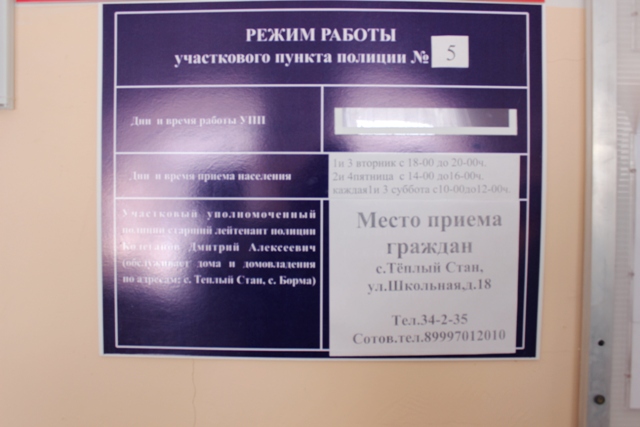 РЕЖИМ РАБОТЫ
участкового пункта полиции № 5
Дни и время работы УПП
Дни и время приема населения
1и 3 вторник с 18-00 до 20-00ч.
2и 4пятница с 14-00 до16-00ч.
каждая1и 3 суббота с10-00до12-00ч.
Участковый уполномоченный
полиции старший лейтенант полиции
Дмитрий Алексеевич
(обслуживает дома и домовладения
по адресам: с. Теплый Стан, с. Борма)
Место приема
граждан
с.Тёплый Стан,
ул.Школьная,д.18
Тел.34-2-35
Сотов.тел.89997012010